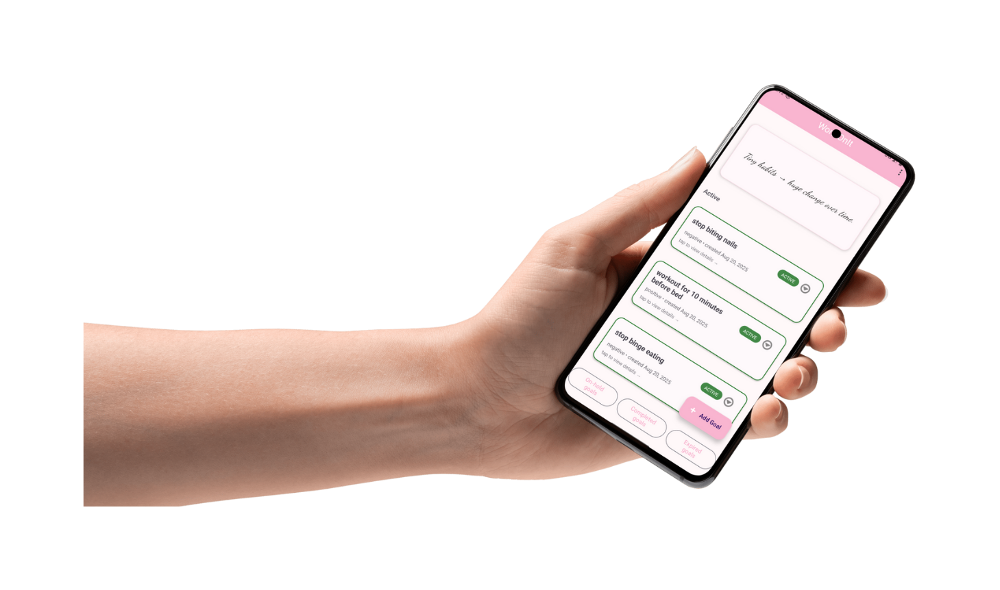 Tiny habits → huge change over time.
Active
stop biting nails
negative • created Aug 20, 2025
tap to view details →
ACTIVE
workout for 10 minutes
before bed
positive • created Aug 20, 2025
tap to view details →
ACTIVE
stop binge eating
negative • created Aug 20, 2025
tap to view details →
ACTIVE
+ Add Goal
On-hold
goals
Completed
goals
Expired
goals